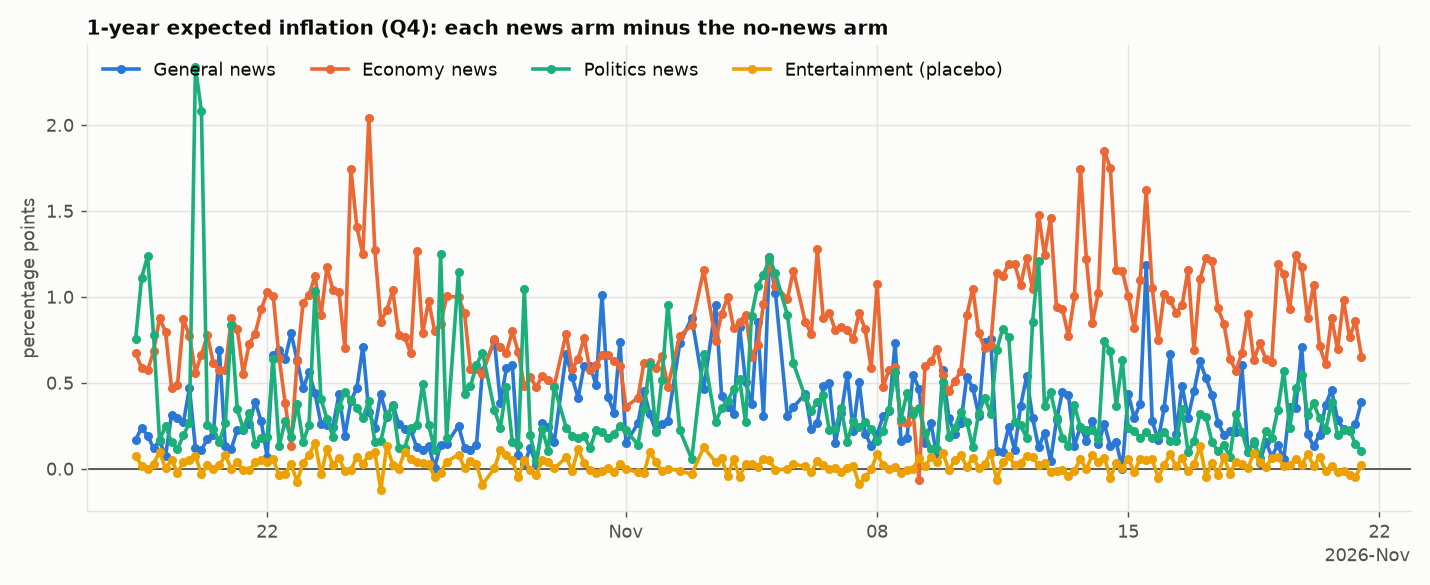 1-year expected inflation (Q4): each news arm minus the no-news arm
General news
Economy news
Politics news
Entertainment (placebo)
percentage points
2.0
1.5
1.0
0.5
0.0
22
Nov
08
15
22
2026-Nov